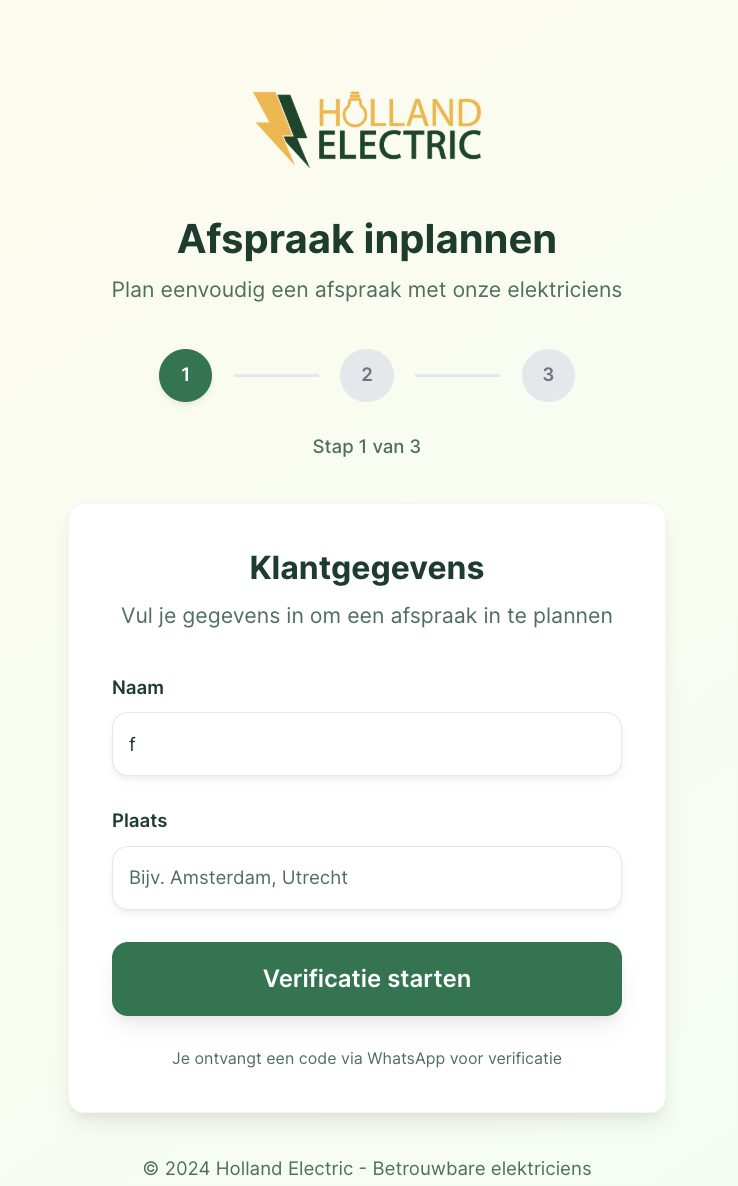 HOLLAND
ELECTRIC
Afspraak inplannen
Plan eenvoudig een afspraak met onze elektriciens
1 2 3
Stap 1 van 3
Klantgegevens
Vul je gegevens in om een afspraak in te plannen
Naam
f
Plaats
Bijv. Amsterdam, Utrecht
Verificatie starten
Je ontvangt een code via WhatsApp voor verificatie
© 2024 Holland Electric - Betrouwbare elektriciens